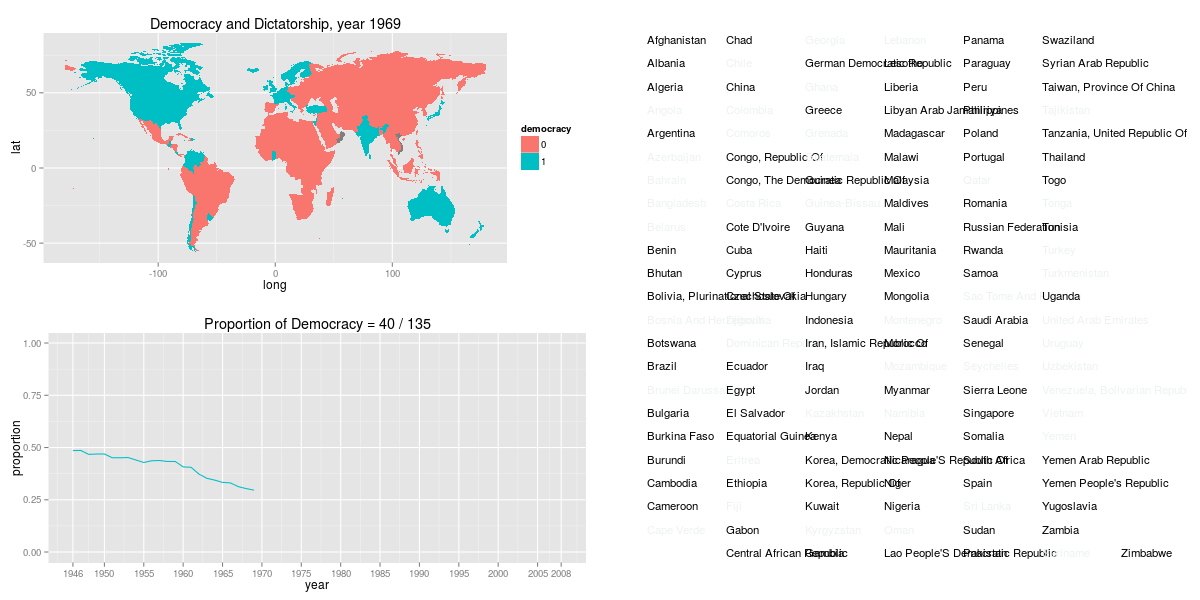 Democracy and Dictatorship, year 1969
lat
50
0
-50
-100
0
100
long
democracy
0
1
Proportion of Democracy = 40 / 135
proportion
1.00
0.75
0.50
0.25
0.00
1946 1950 1955 1960 1965 1970 1975 1980 1985 1990 1995 2000 2005 2008
year
Afghanistan
Albania
Algeria
Angola
Argentina
Azerbaijan
Bahrain
Bangladesh
Belarus
Benin
Bhutan
Bolivia, Plurinational State Of
Bosnia And Herzegovina
Botswana
Brazil
Brunei Darussalam
Bulgaria
Burkina Faso
Burundi
Cambodia
Cameroon
Cape Verde
Central African Republic
Chad
Chile
China
Colombia
Comoros
Congo, Republic Of
Congo, The Democratic Republic Of
Costa Rica
Cote D'Ivoire
Cuba
Cyprus
Czechoslovakia
Dominican Rep
Ecuador
Egypt
El Salvador
Equatorial Guinea
Eritrea
Ethiopia
Fiji
Gabon
Gambia
Georgia
German Democratic Republic
Ghana
Greece
Grenada
Guatemala
Guinea
Guinea-Bissau
Guyana
Haiti
Honduras
Hungary
Indonesia
Iran, Islamic Republic Of
Iraq
Jordan
Kazakhstan
Kenya
Korea, Democratic People'S Republic Of
Korea, Republic Of
Kuwait
Kyrgyzstan
Lao People'S Democratic Republic
Lebanon
Lesotho
Liberia
Libyan Arab Jamahiriya
Madagascar
Malawi
Malaysia
Maldives
Mali
Mauritania
Mexico
Mongolia
Montenegro
Morocco
Mozambique
Myanmar
Namibia
Nepal
Nicaragua
Niger
Nigeria
Oman
Pakistan
Panama
Paraguay
Peru
Philippines
Poland
Portugal
Qatar
Romania
Russian Federation
Rwanda
Samoa
Sao Tome And
Saudi Arabia
Senegal
Seychelles
Sierra Leone
Singapore
Somalia
South Africa
Spain
Sri Lanka
Sudan
Suriname
Swaziland
Syrian Arab Republic
Taiwan, Province Of China
Tajikistan
Tanzania, United Republic Of
Thailand
Togo
Tonga
Tunisia
Turkey
Turkmenistan
Uganda
United Arab Emirates
Uruguay
Uzbekistan
Venezuela, Bolivarian Repub
Vietnam
Yemen
Yemen Arab Republic
Yemen People's Republic
Yugoslavia
Zambia
Zimbabwe